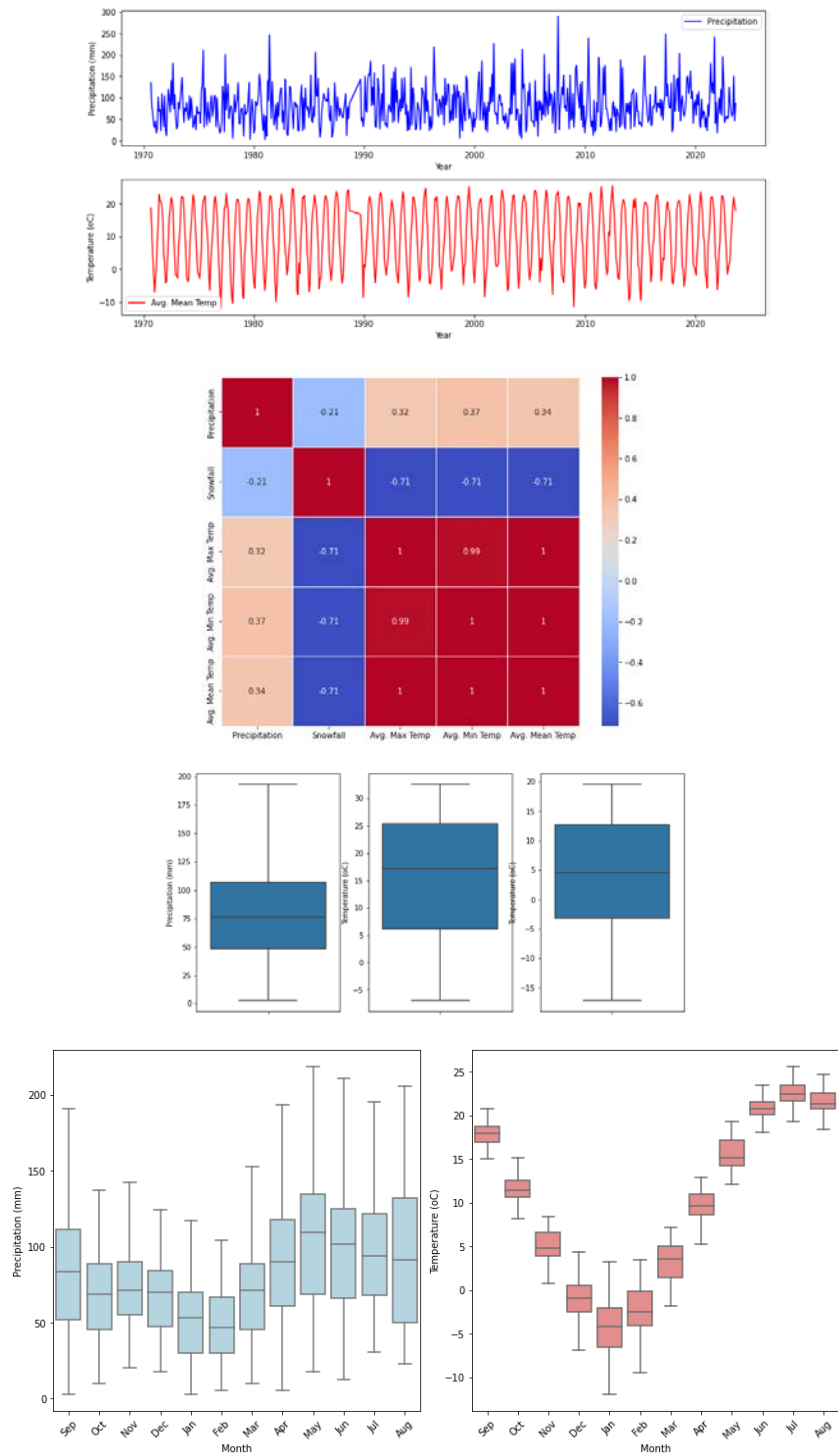 300
250
200
150
100
50
0
Precipitation (mm)
Precipitation
1970 1980 1990 2000 2010 2020
Year
20
10
0
−10
Temperature (oC)
Avg. Mean Temp
1970 1980 1990 2000 2010 2020
Year
Precipitation 1 -0.21 0.32 0.37 0.34
Snowfall -0.21 1 -0.71 -0.71 -0.71
Avg. Max Temp 0.32 -0.71 1 0.99 1
Avg. Min Temp 0.37 -0.71 0.99 1 1
Avg. Mean Temp 0.34 -0.71 1 1 1
Precipitation Snowfall Avg. Max Temp Avg. Min Temp Avg. Mean Temp
1.0
0.8
0.6
0.4
0.2
0.0
−0.2
−0.4
−0.6
200
175
150
125
100
75
50
25
0
Precipitation (mm)
30
25
20
15
10
5
0
−5
Temperature (oC)
20
15
10
5
0
−5
−10
−15
Temperature (oC)
200
150
100
50
0
Precipitation (mm)
Sep Oct Nov Dec Jan Feb Mar Apr May Jun Jul Aug
Month
25
20
15
10
5
0
−5
−10
Temperature (oC)
Sep Oct Nov Dec Jan Feb Mar Apr May Jun Jul Aug
Month